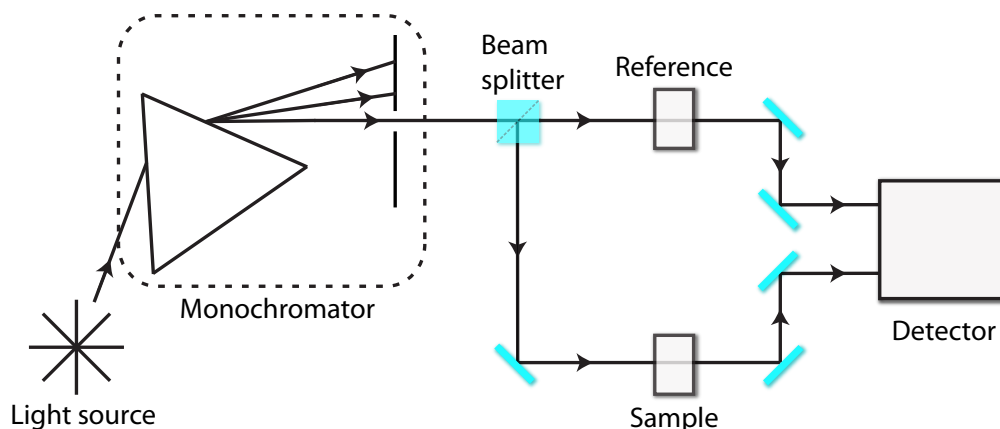 Beam
splitter
Reference
Monochromator
Detector
Light source
Sample